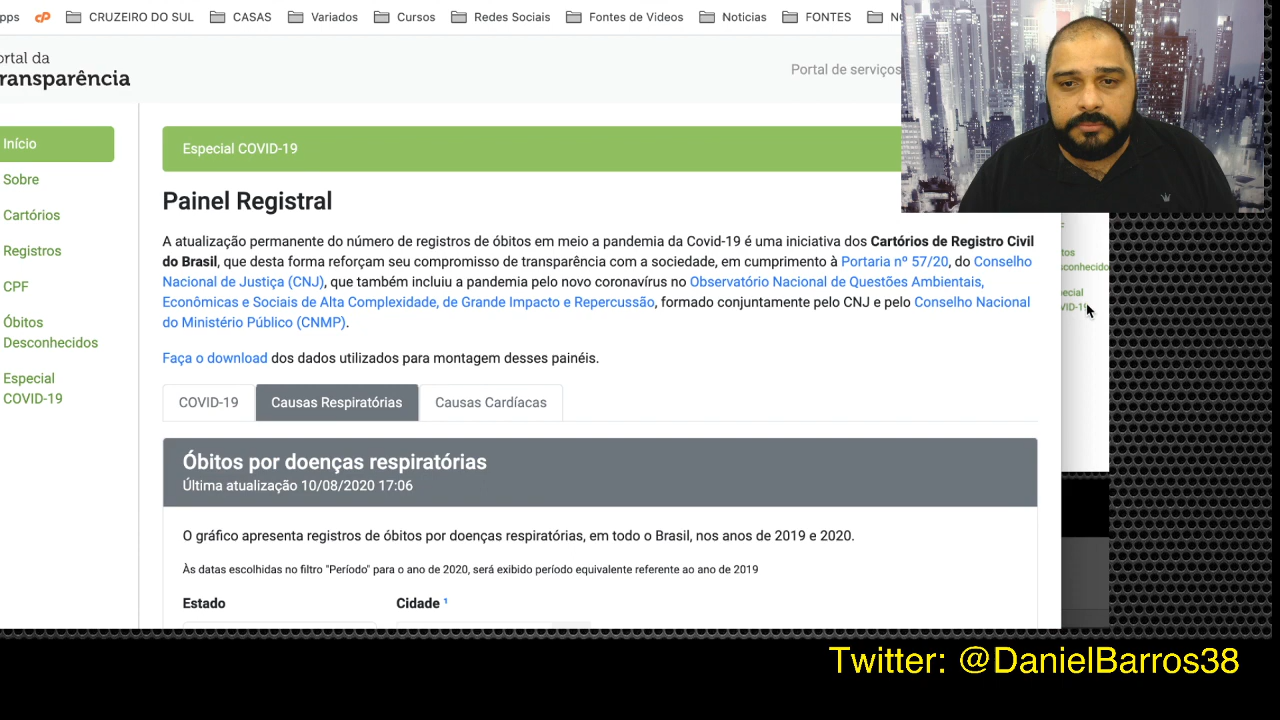 pps CRUZEIRO DO SUL CASAS Variados Cursos Redes Sociais Fontes de Videos Noticias FONTES
ortal da
ransparência
Portal de serviços
Início
Sobre
Cartórios
Registros
CPF
Óbitos
Desconhecidos
Especial
COVID-19
Especial COVID-19
Painel Registral
A atualização permanente do número de registros de óbitos em meio a pandemia da Covid-19 é uma iniciativa dos Cartórios de Registro Civil
do Brasil, que desta forma reforçam seu compromisso de transparência com a sociedade, em cumprimento à Portaria nº 57/20, do Conselho
Nacional de Justiça (CNJ), que também incluiu a pandemia pelo novo coronavírus no Observatório Nacional de Questões Ambientais,
Econômicas e Sociais de Alta Complexidade, de Grande Impacto e Repercussão, formado conjuntamente pelo CNJ e pelo Conselho Nacional
do Ministério Público (CNMP).
Faça o download dos dados utilizados para montagem desses painéis.
COVID-19 Causas Respiratórias Causas Cardíacas
Óbitos por doenças respiratórias
Última atualização 10/08/2020 17:06
O gráfico apresenta registros de óbitos por doenças respiratórias, em todo o Brasil, nos anos de 2019 e 2020.
Às datas escolhidas no filtro "Período" para o ano de 2020, será exibido período equivalente referente ao ano de 2019
Estado Cidade ¹
Twitter: @DanielBarros38